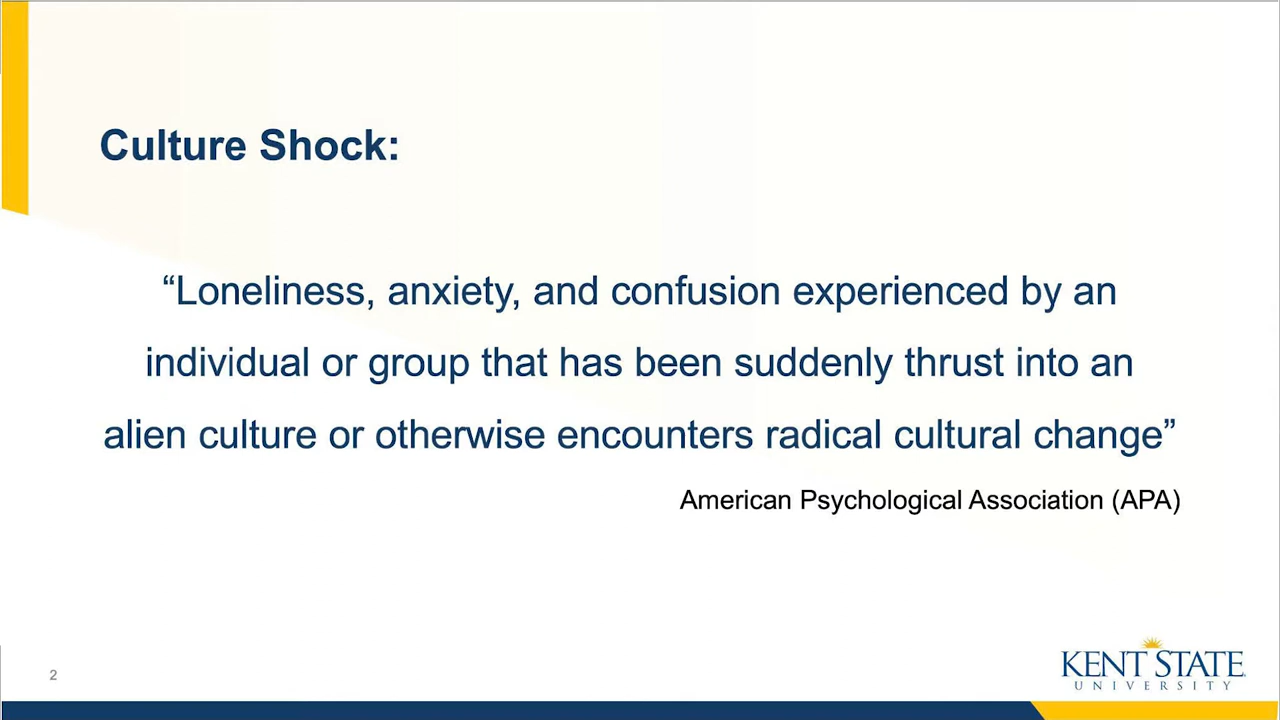 Culture Shock:
“Loneliness, anxiety, and confusion experienced by an
individual or group that has been suddenly thrust into an
alien culture or otherwise encounters radical cultural change”
American Psychological Association (APA)
2
KENT STATE
UNIVERSITY